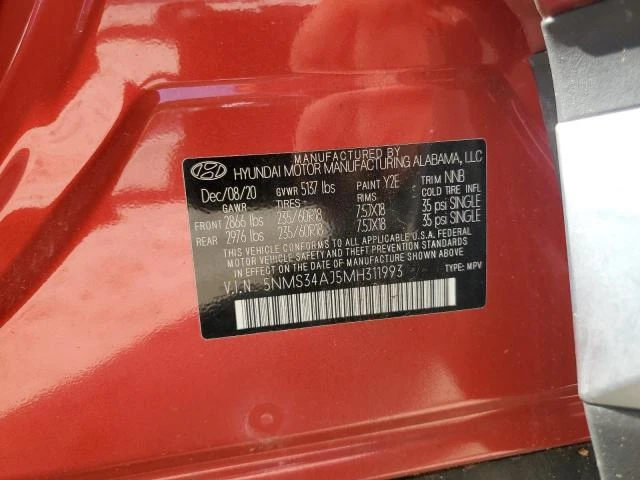 MANUFACTURED BY
HYUNDAI MOTOR MANUFACTURING ALABAMA, LLC
Dec/08/20 GVWR 5137 lbs PAINT Y2E TRIM NNB
GAWR TIRES RIMS COLD TIRE INFL
FRONT 2866 lbs 235/60R18 7.5JX18 35 psi SINGLE
REAR 2976 lbs 235/60R18 7.5JX18 35 psi SINGLE
THIS VEHICLE CONFORMS TO ALL APPLICABLE U.S.A. FEDERAL
MOTOR VEHICLE SAFETY AND THEFT PREVENTION STANDARDS
IN EFFECT ON THE DATE OF MANUFACTURE SHOWN ABOVE.
V.I.N 5NMS34AJ5MH311993 TYPE: MPV